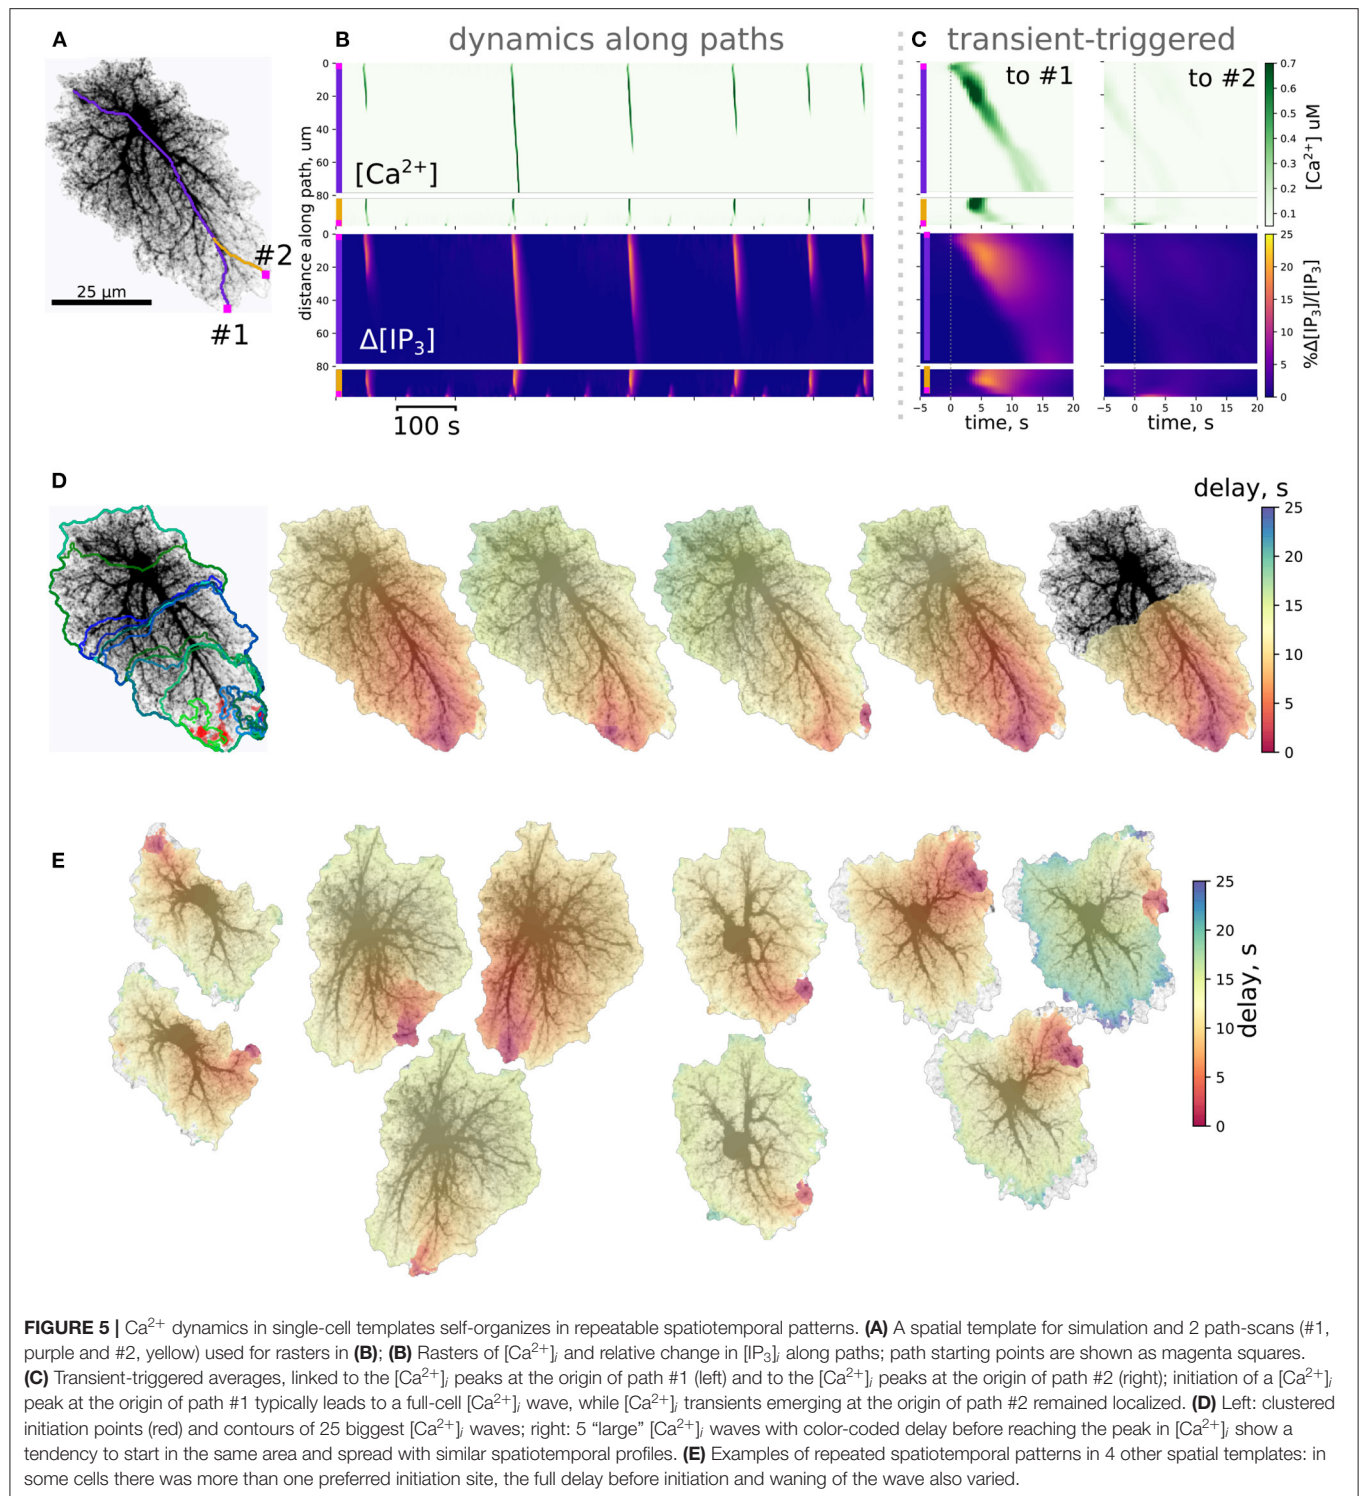 A
B
dynamics along paths
C
transient-triggered
#2
25 μm
#1
distance along path, um
0
20
40
60
80
[Ca²⁺]
0
20
40
60
80
Δ[IP₃]
100 s
to #1
to #2
0.7
0.6
0.5
0.4
0.3
0.2
0.1
[Ca²⁺] uM
25
20
15
10
5
0
%Δ[IP₃]/[IP₃]
−5 0 5 10 15 20
time, s
−5 0 5 10 15 20
time, s
D
delay, s
25
20
15
10
5
0
E
25
20
15
10
5
0
delay, s
FIGURE 5 | Ca²⁺ dynamics in single-cell templates self-organizes in repeatable spatiotemporal patterns. (A) A spatial template for simulation and 2 path-scans (#1,
purple and #2, yellow) used for rasters in (B); (B) Rasters of [Ca²⁺]ᵢ and relative change in [IP₃]ᵢ along paths; path starting points are shown as magenta squares.
(C) Transient-triggered averages, linked to the [Ca²⁺]ᵢ peaks at the origin of path #1 (left) and to the [Ca²⁺]ᵢ peaks at the origin of path #2 (right); initiation of a [Ca²⁺]ᵢ
peak at the origin of path #1 typically leads to a full-cell [Ca²⁺]ᵢ wave, while [Ca²⁺]ᵢ transients emerging at the origin of path #2 remained localized. (D) Left: clustered
initiation points (red) and contours of 25 biggest [Ca²⁺]ᵢ waves; right: 5 “large” [Ca²⁺]ᵢ waves with color-coded delay before reaching the peak in [Ca²⁺]ᵢ show a
tendency to start in the same area and spread with similar spatiotemporal profiles. (E) Examples of repeated spatiotemporal patterns in 4 other spatial templates: in
some cells there was more than one preferred initiation site, the full delay before initiation and waning of the wave also varied.